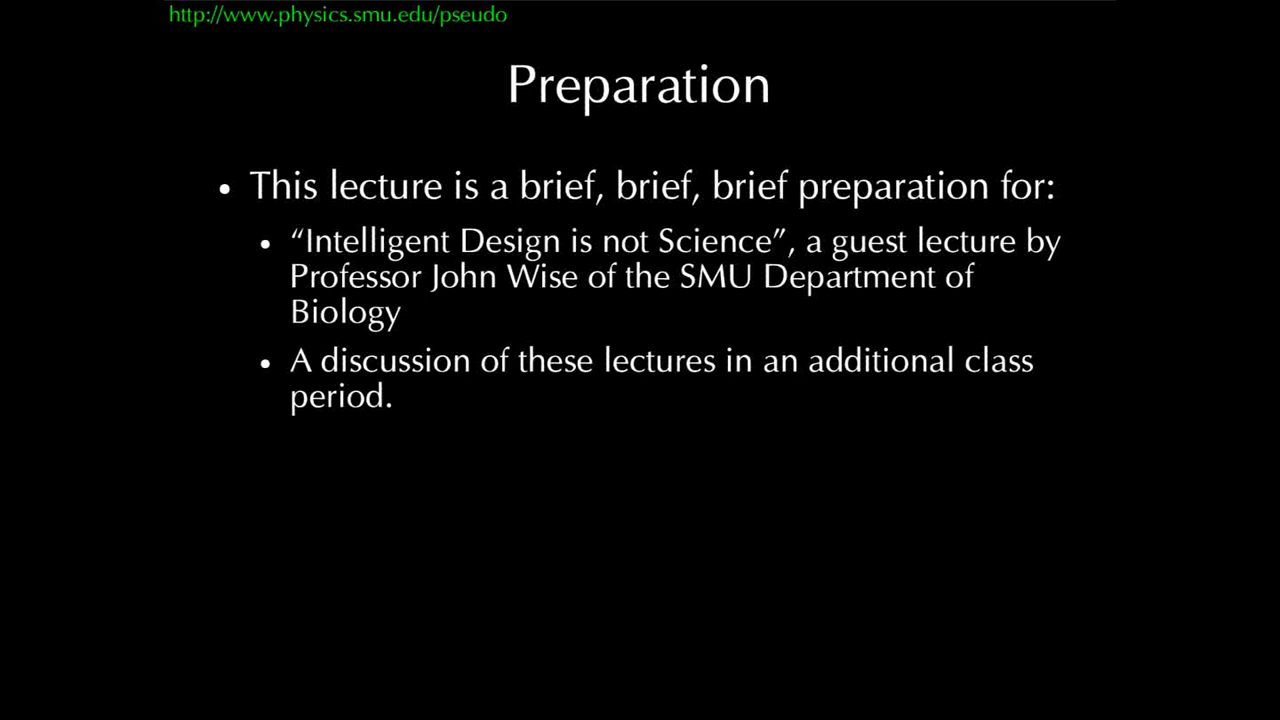 http://www.physics.smu.edu/pseudo
Preparation
• This lecture is a brief, brief, brief preparation for:
• “Intelligent Design is not Science”, a guest lecture by
Professor John Wise of the SMU Department of
Biology
• A discussion of these lectures in an additional class
period.